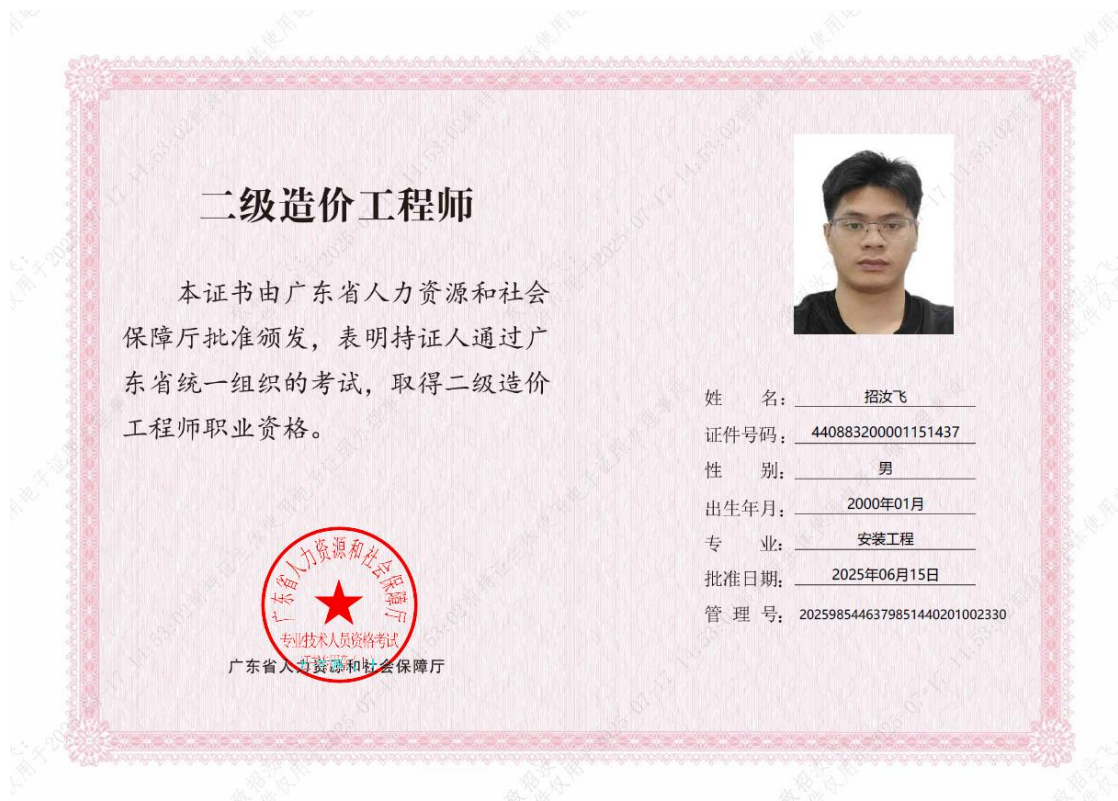 二级造价工程师
本证书由广东省人力资源和社会
保障厅批准颁发，表明持证人通过广
东省统一组织的考试，取得二级造价
工程师职业资格。
广东省人力资源和社会保障厅
专业技术人员资格考试
广东省人力资源和社会保障厅
姓 名：招汝飞
证件号码：440883200001151437
性 别：男
出生年月：2000年01月
专 业：安装工程
批准日期：2025年06月15日
管 理 号：2025985446379851440201002330